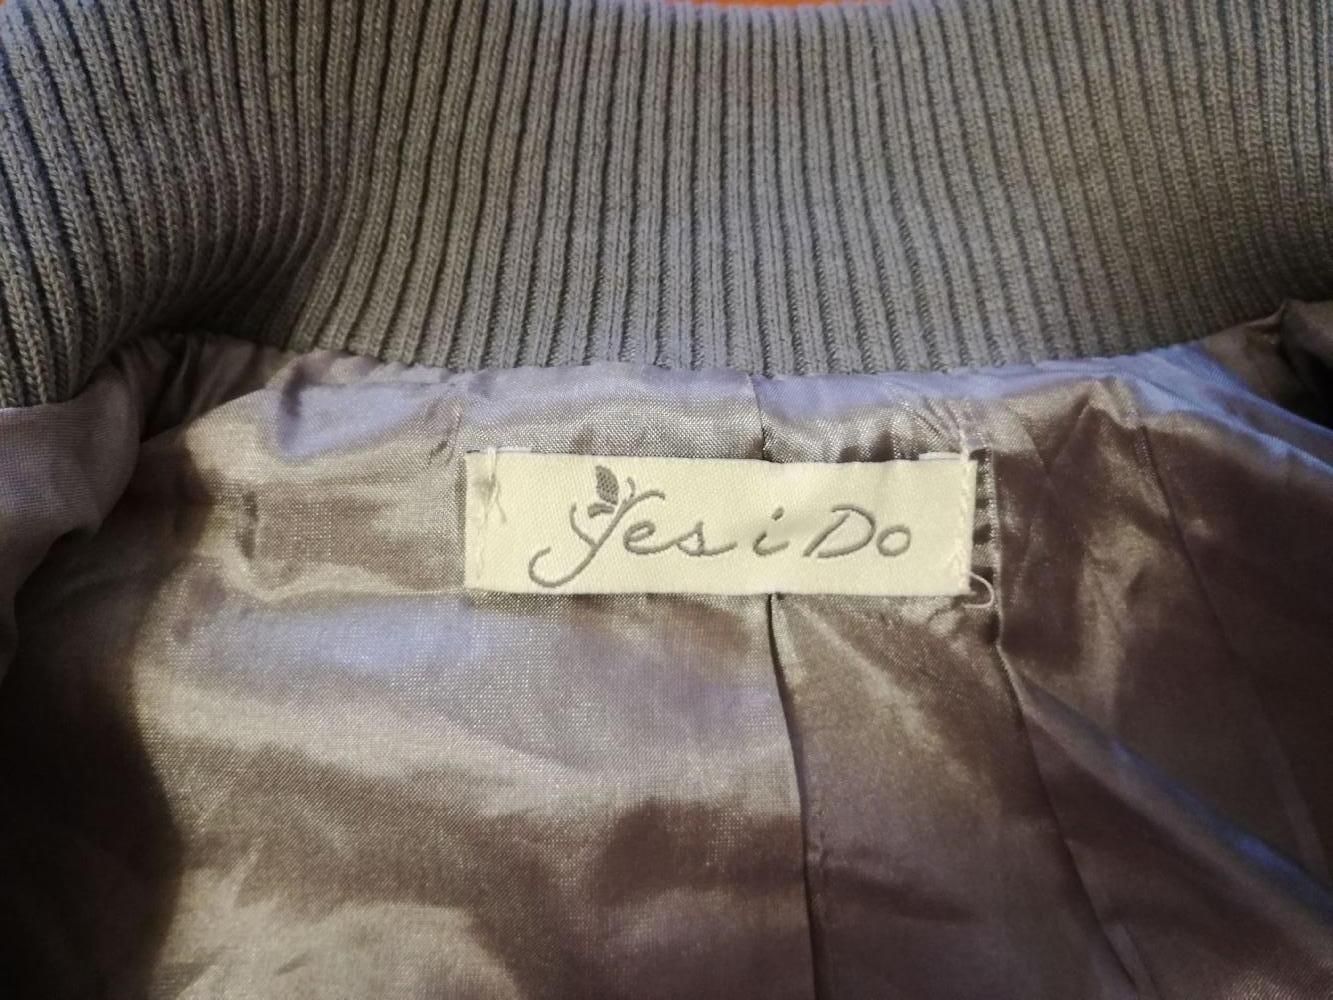 Yes i Do